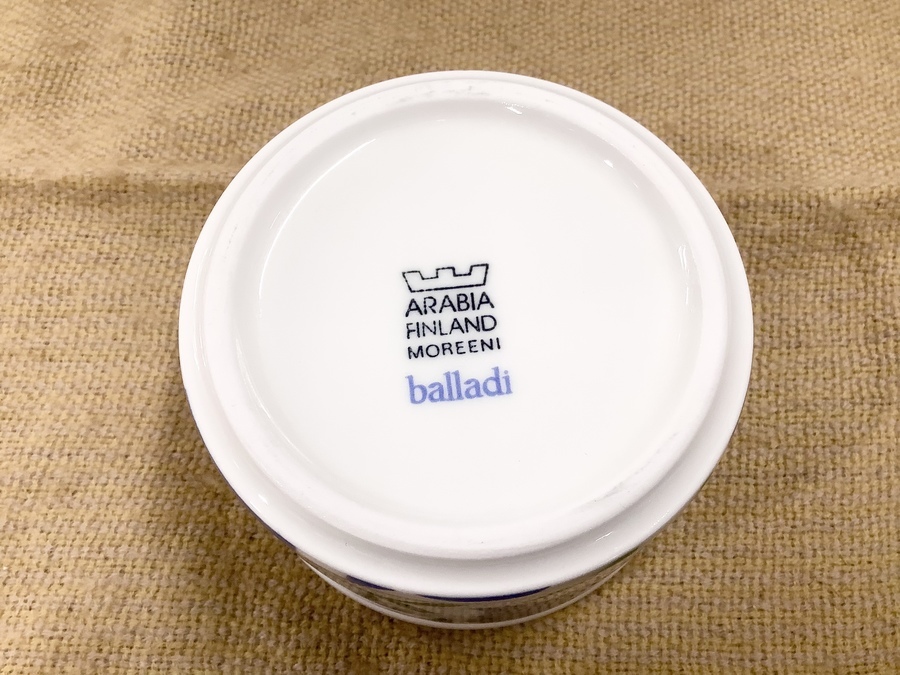 ARABIA
FINLAND
MOREENI
balladi